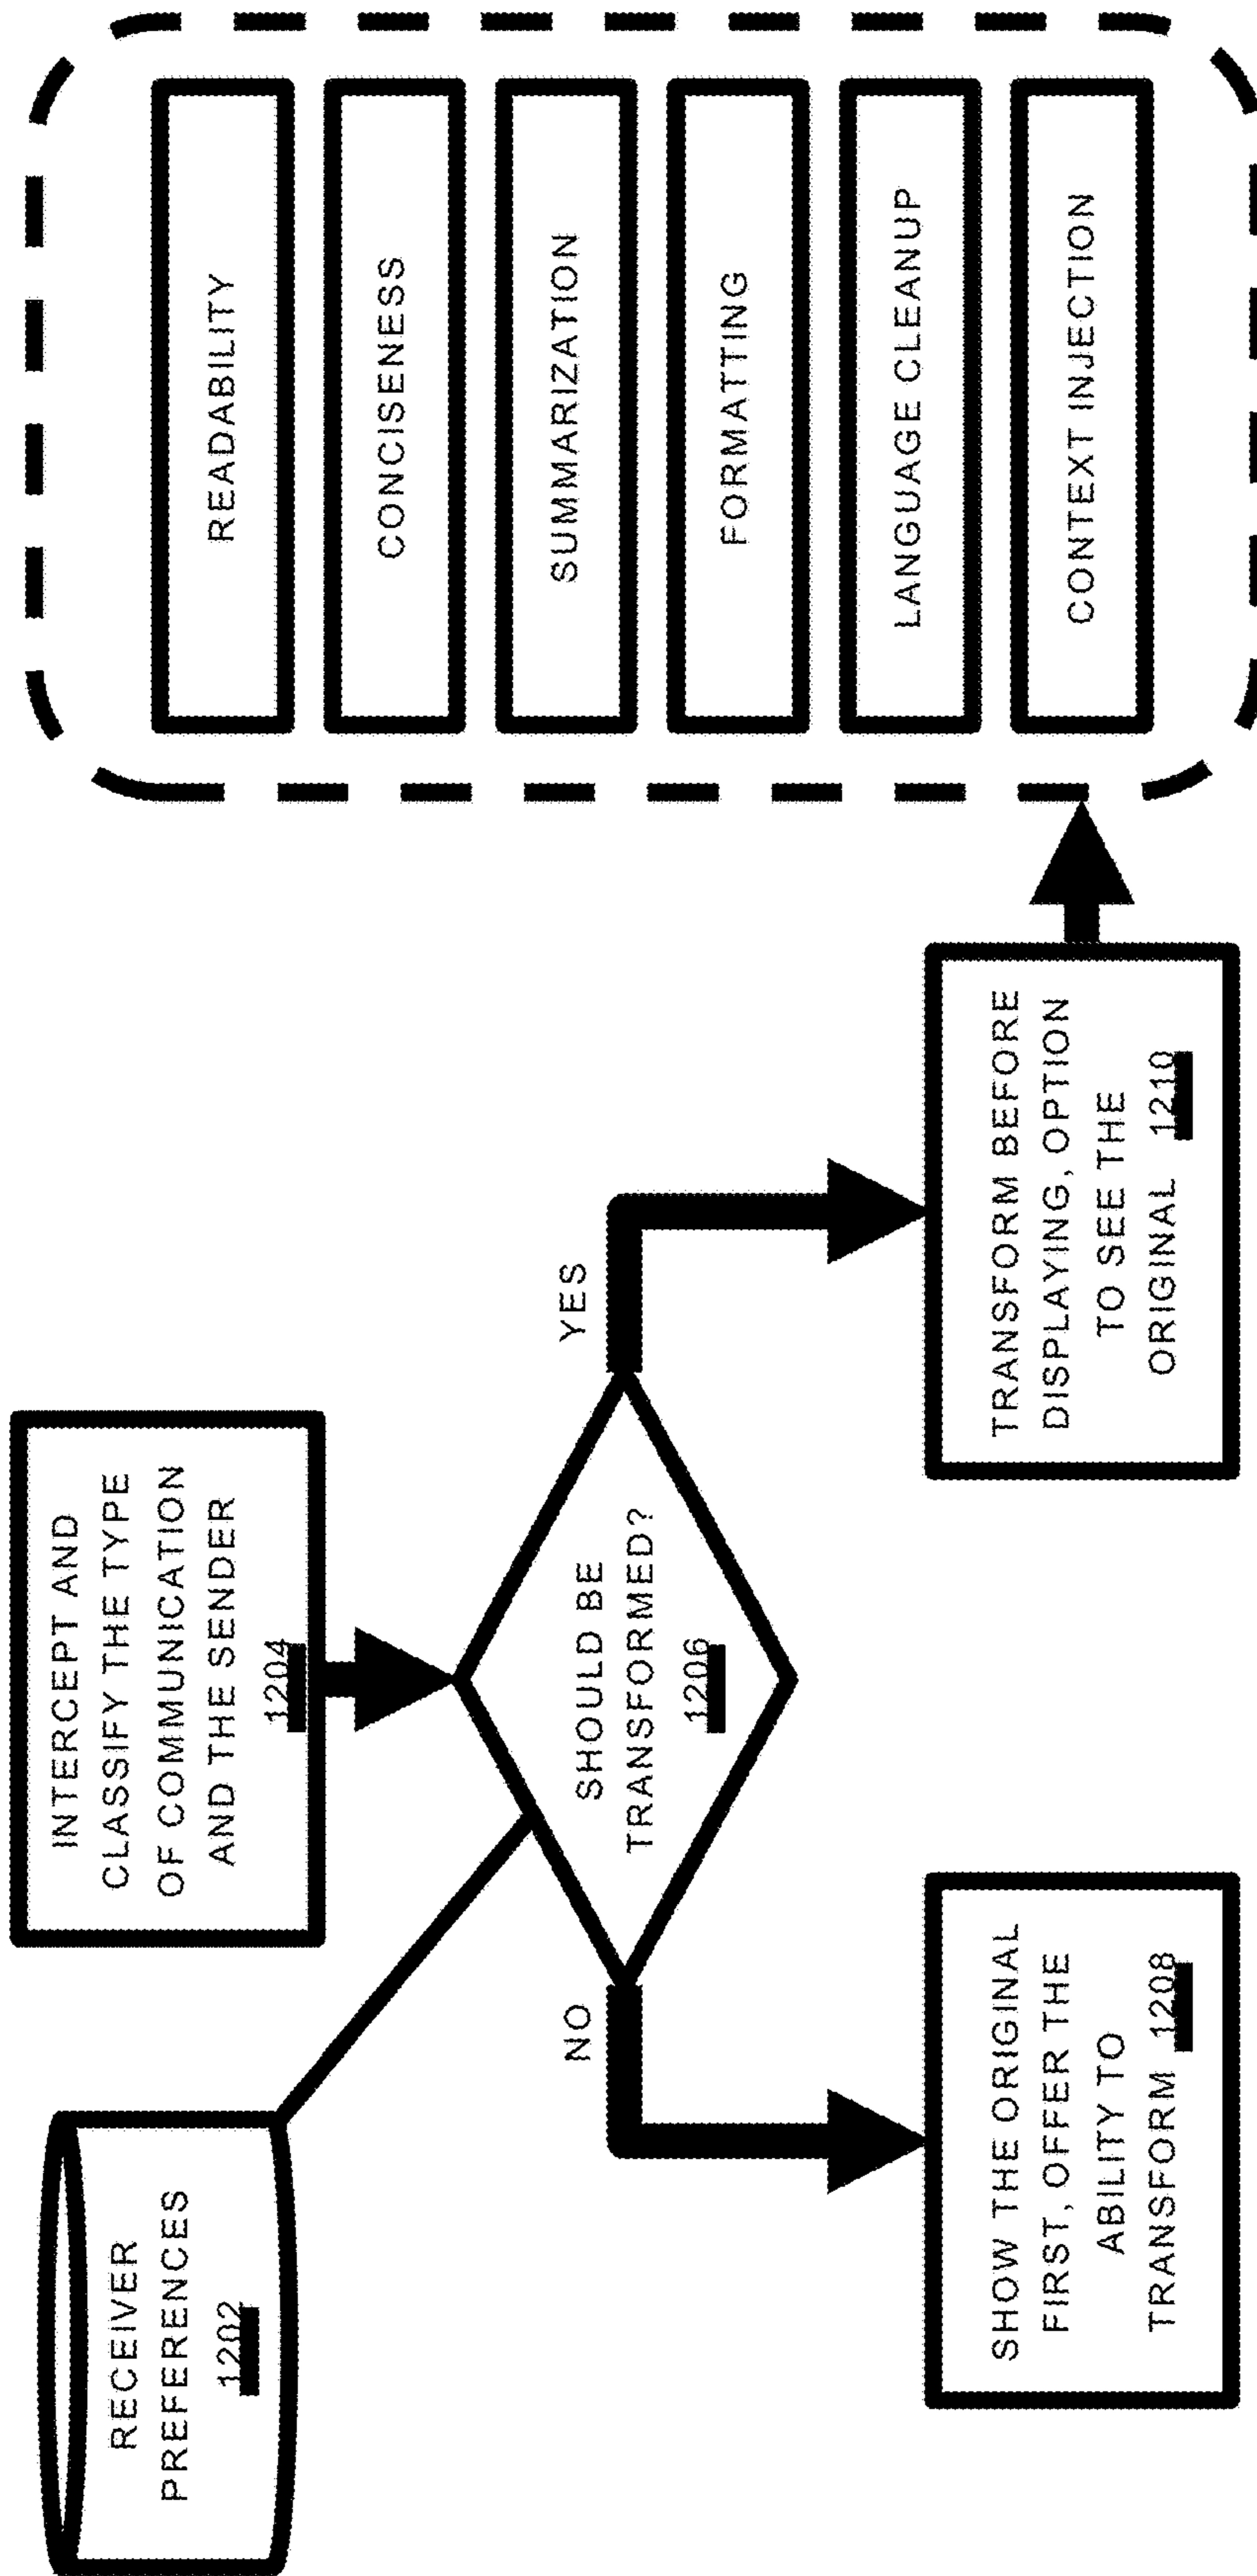 RECEIVER
PREFERENCES
1202
INTERCEPT AND
CLASSIFY THE TYPE
OF COMMUNICATION
AND THE SENDER
1204
SHOULD BE
TRANSFORMED?
1206
NO
YES
SHOW THE ORIGINAL
FIRST, OFFER THE
ABILITY TO
TRANSFORM 1208
TRANSFORM BEFORE
DISPLAYING, OPTION
TO SEE THE
ORIGINAL 1210
READABILITY
CONCISENESS
SUMMARIZATION
FORMATTING
LANGUAGE CLEANUP
CONTEXT INJECTION